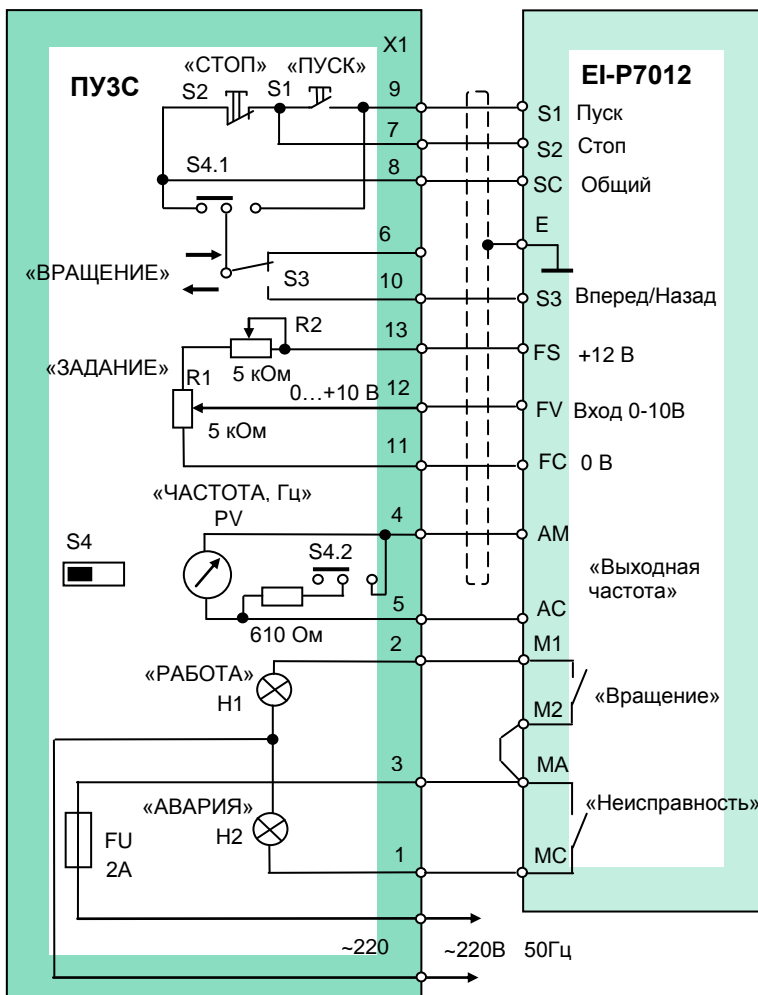 X1
ПУ3С
EI-P7012
«СТОП» «ПУСК»
S2 S1 9
S1 Пуск
7
S2 Стоп
S4.1 8
SC Общий
E
6
«ВРАЩЕНИЕ»
S3
10
S3 Вперед/Назад
R2 13
FS +12 В
«ЗАДАНИЕ»
R1 5 кОм
0…+10 В 12
FV Вход 0-10В
5 кОм
11
FC 0 В
«ЧАСТОТА, Гц»
PV 4
AM
S4
S4.2
«Выходная
частота»
5
AC
610 Ом
2
M1
«РАБОТА»
H1
«Вращение»
M2
3
MA
«АВАРИЯ»
H2
«Неисправность»
FU
2А
1
MC
~220 ~220В 50Гц